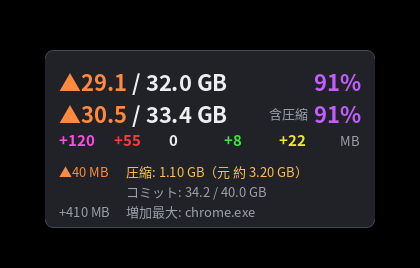 ▲29.1 / 32.0 GB 91%
▲30.5 / 33.4 GB 含圧縮 91%
+120 +55 0 +8 +22 MB
▲40 MB 圧縮: 1.10 GB（元 約 3.20 GB）
コミット: 34.2 / 40.0 GB
+410 MB 増加最大: chrome.exe